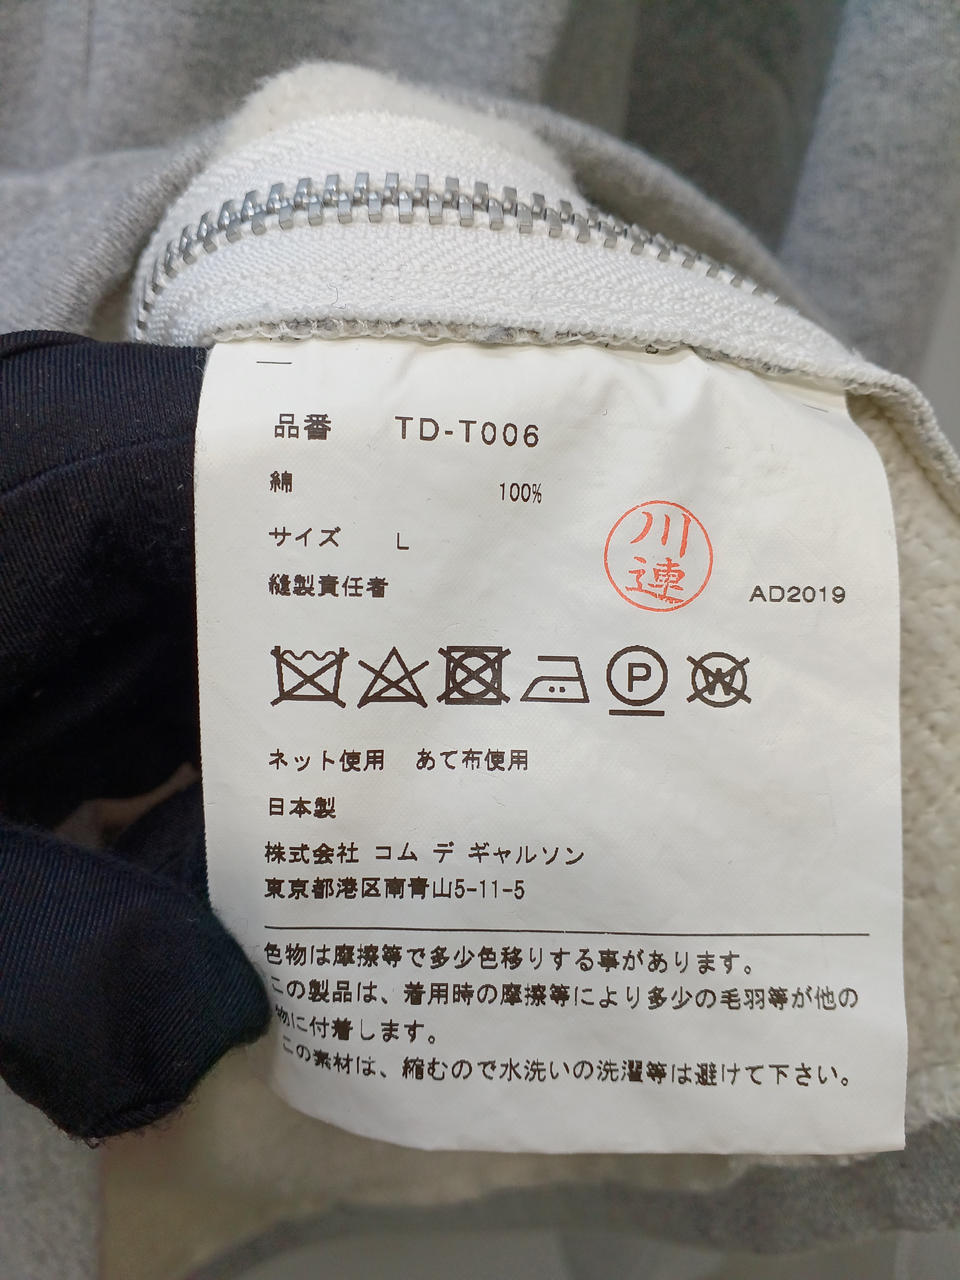 品番 TD-T006
綿 100%
サイズ L
縫製責任者 川連 AD2019
P W
ネット使用 あて布使用
日本製
株式会社 コム デ ギャルソン
東京都港区南青山5-11-5
色物は摩擦等で多少色移りする事があります。
この製品は、着用時の摩擦等により多少の毛羽等が他の
物に付着します。
この素材は、縮むので水洗いの洗濯等は避けて下さい。